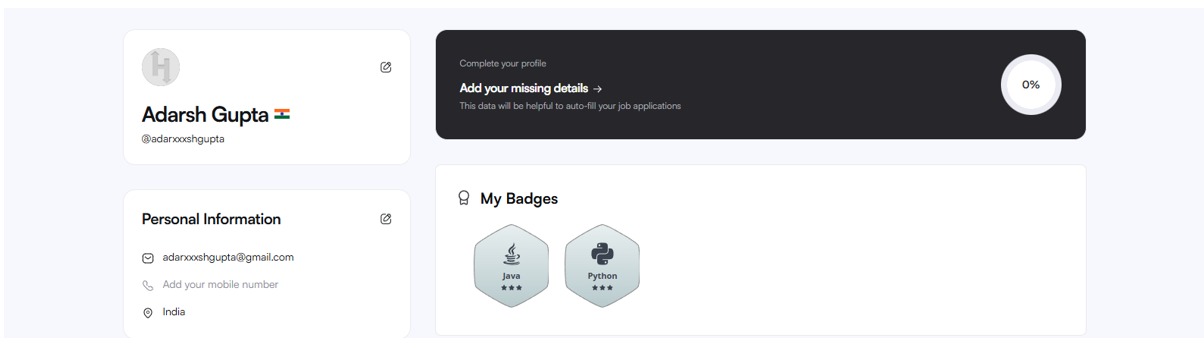 Adarsh Gupta
@adarxxxshgupta
Personal Information
adarxxxshgupta@gmail.com
Add your mobile number
India
Complete your profile
Add your missing details →
This data will be helpful to auto-fill your job applications
0%
My Badges
Java
Python